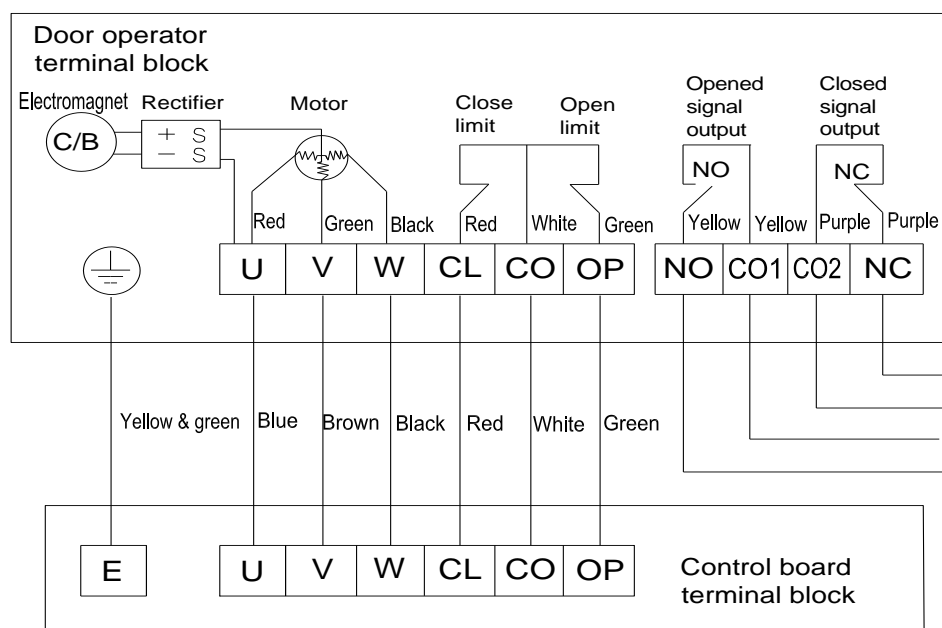 Door operator
terminal block
Electromagnet Rectifier Motor Close
limit Open
limit Opened
signal
output Closed
signal
output
C/B + S
− S
NO NC
Red Green Black Red White Green Yellow Yellow Purple Purple
U V W CL CO OP NO CO1 CO2 NC
Yellow & green Blue Brown Black Red White Green
E U V W CL CO OP
Control board
terminal block